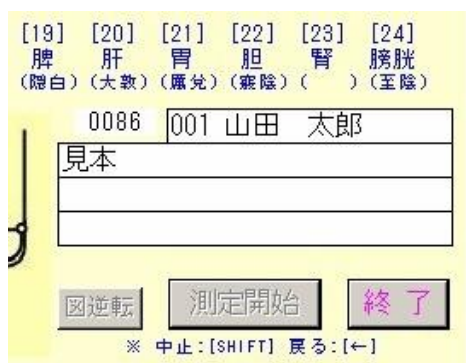 [19] [20] [21] [22] [23] [24]
脾 肝 胃 胆 腎 膀胱
(隠白) (大敦) (厲兌) (竅陰) ( ) (至陰)
0086 001 山田 太郎
見本
図逆転 測定開始 終了
※ 中止:[SHIFT] 戻る:[←]